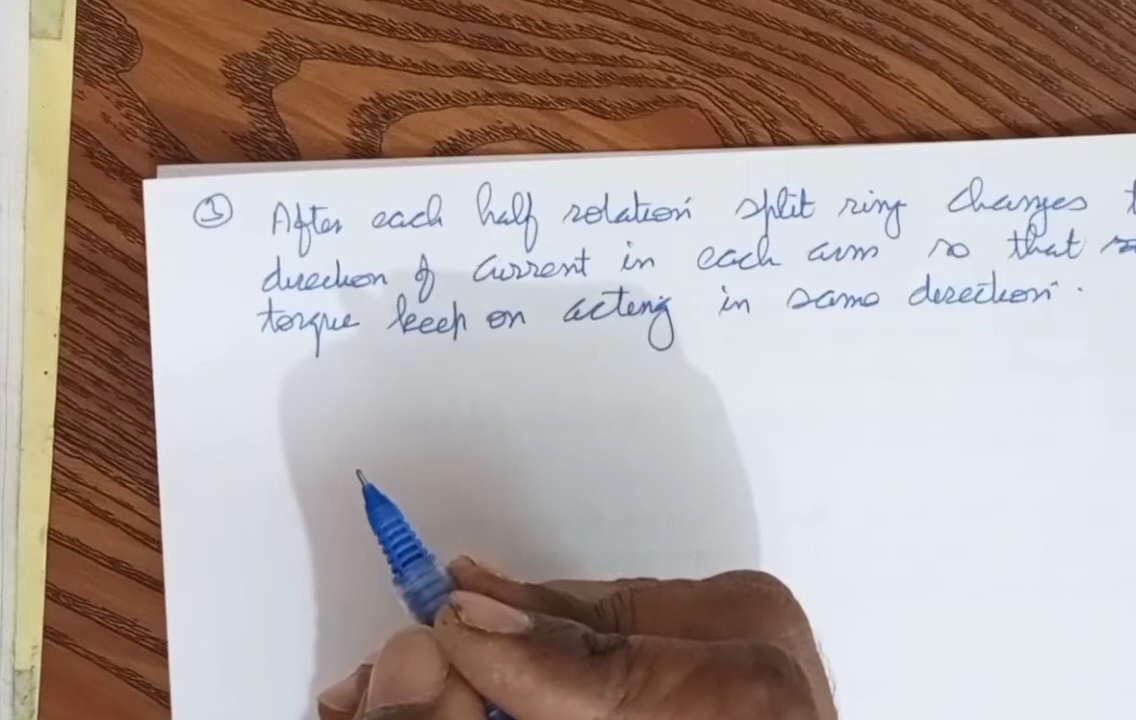 ③ After each half rotation split ring changes
direction of current in each arm so that
torque keep on acting in same direction.